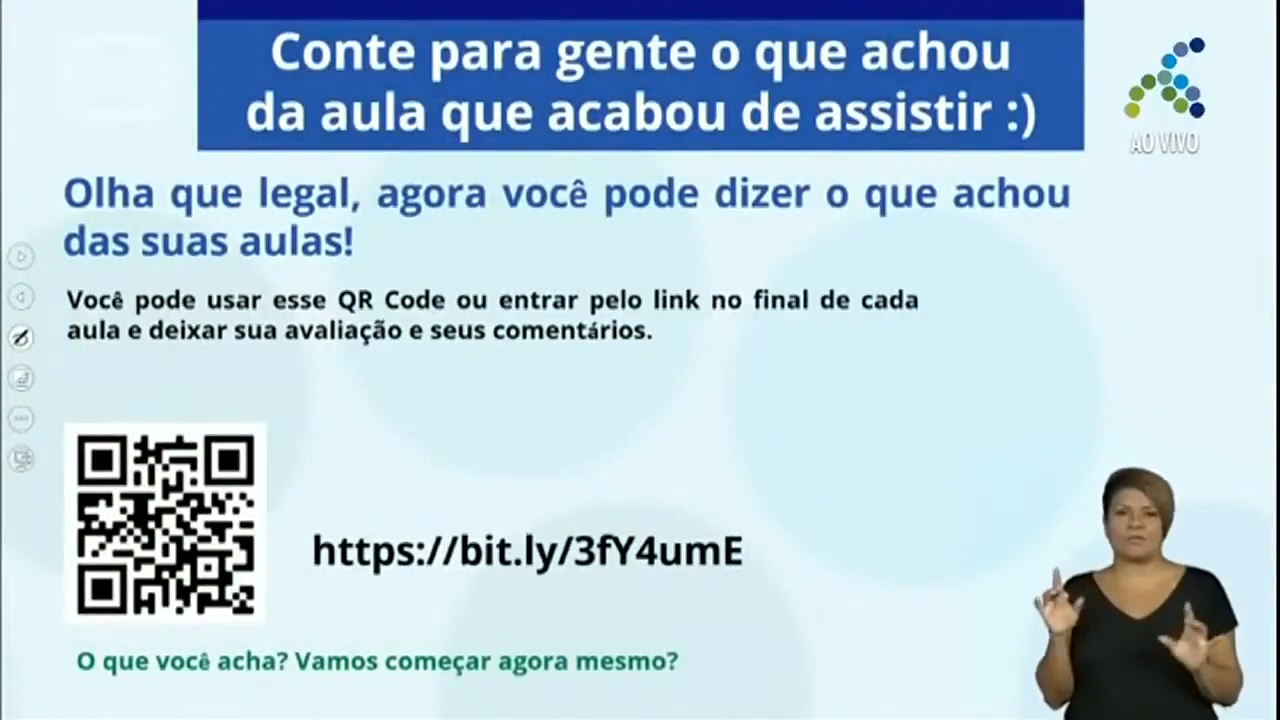 Conte para gente o que achou
da aula que acabou de assistir :)
AO VIVO
Olha que legal, agora você pode dizer o que achou
das suas aulas!
Você pode usar esse QR Code ou entrar pelo link no final de cada
aula e deixar sua avaliação e seus comentários.
https://bit.ly/3fY4umE
O que você acha? Vamos começar agora mesmo?